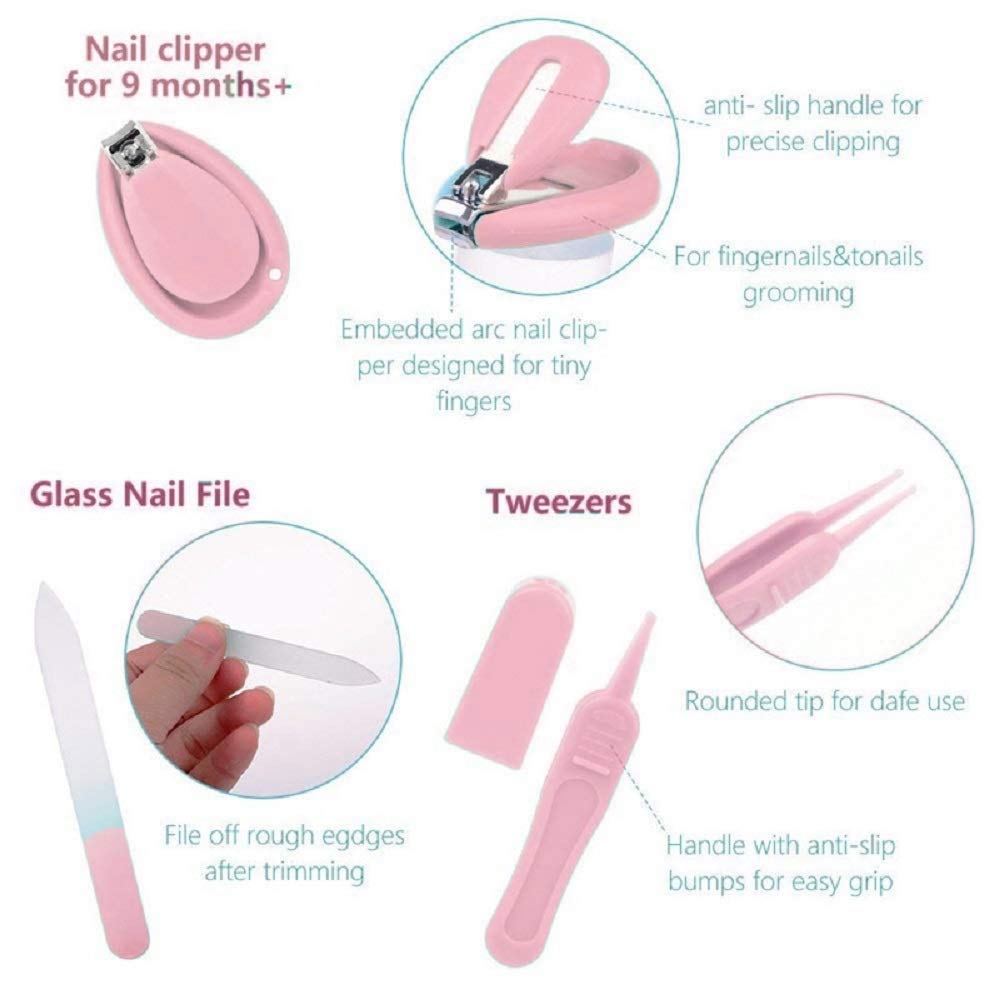 Nail clipper
for 9 months+
anti- slip handle for
precise clipping
For fingernails&tonails
grooming
Embedded arc nail clip-
per designed for tiny
fingers
Glass Nail File
File off rough egdges
after trimming
Tweezers
Rounded tip for dafe use
Handle with anti-slip
bumps for easy grip